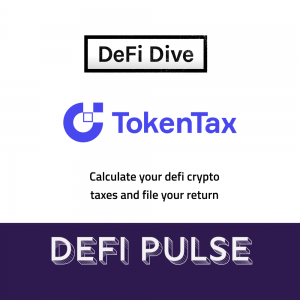 DeFi Dive
TokenTax
Calculate your defi crypto
taxes and file your return
DEFI PULSE